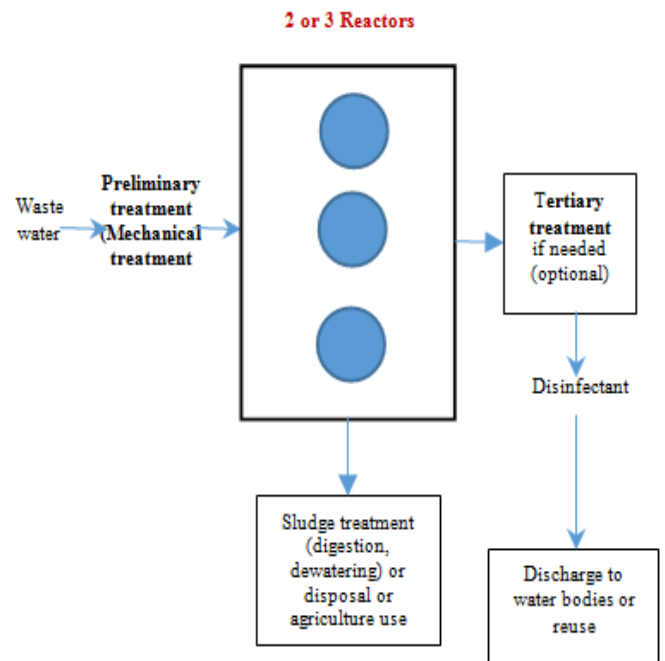 2 or 3 Reactors
Waste
water
Preliminary
treatment
(Mechanical
treatment
Tertiary
treatment
if needed
(optional)
Disinfectant
Sludge treatment
(digestion,
dewatering) or
disposal or
agriculture use
Discharge to
water bodies or
reuse